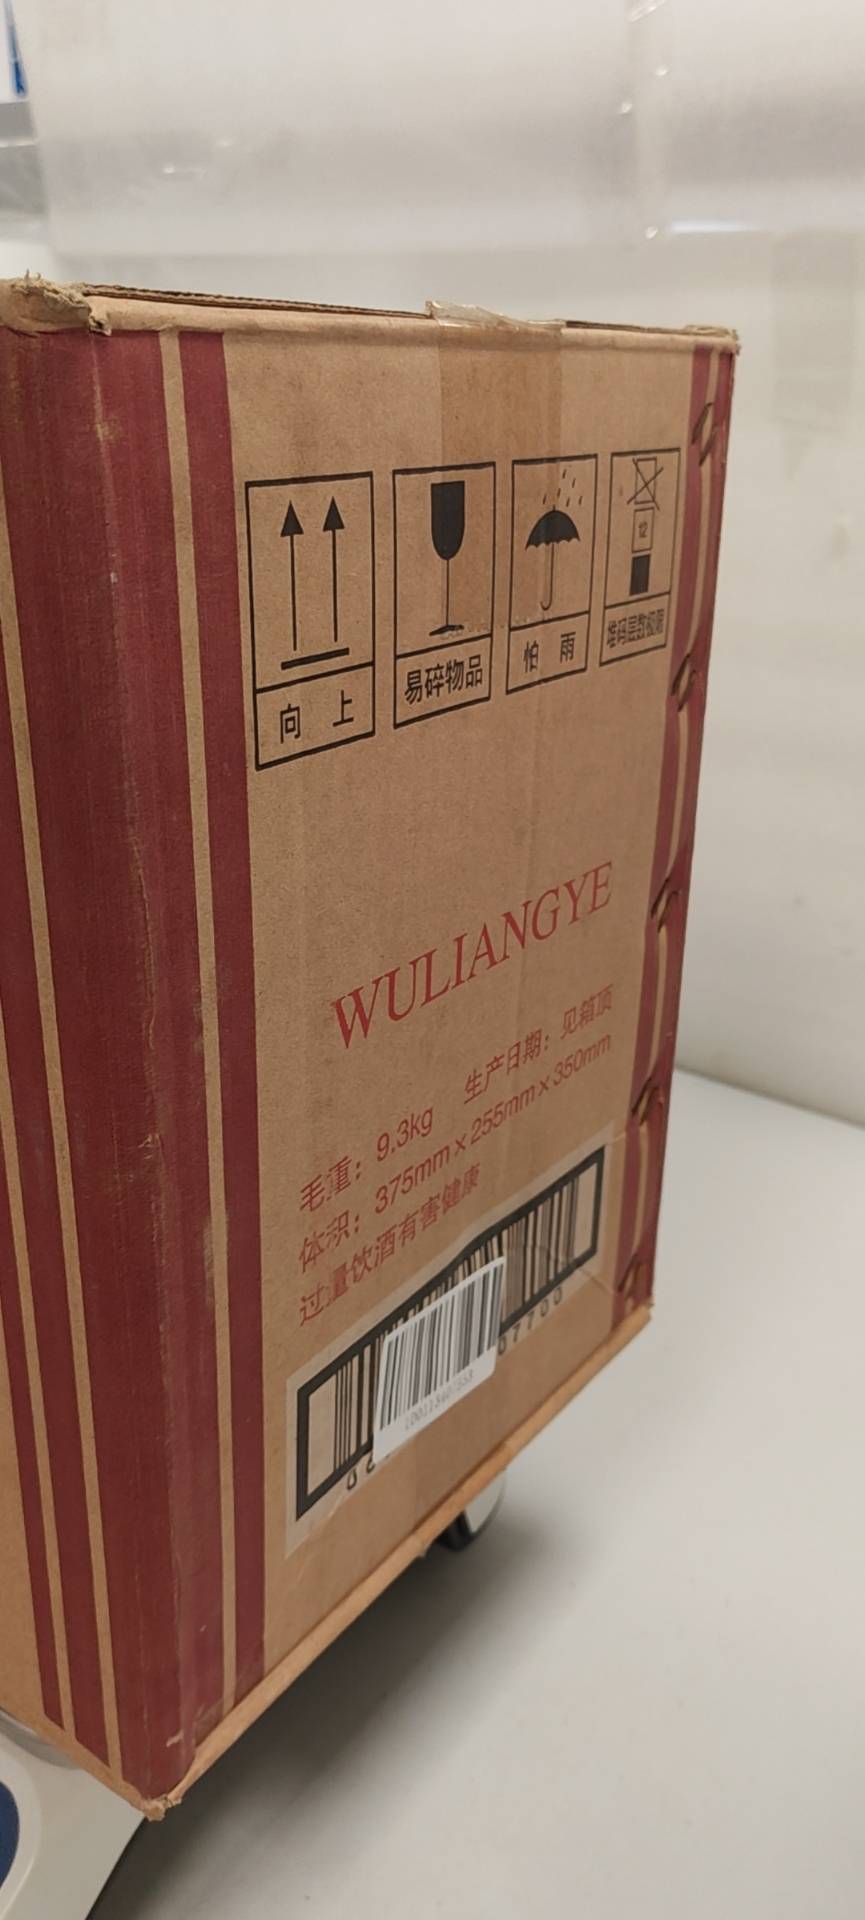 向 上
易碎物品
怕 雨
12
堆码层数极限
WULIANGYE
毛重：9.3kg 生产日期：见箱顶
体积：375mm×255mm×350mm
过量饮酒有害健康
07700